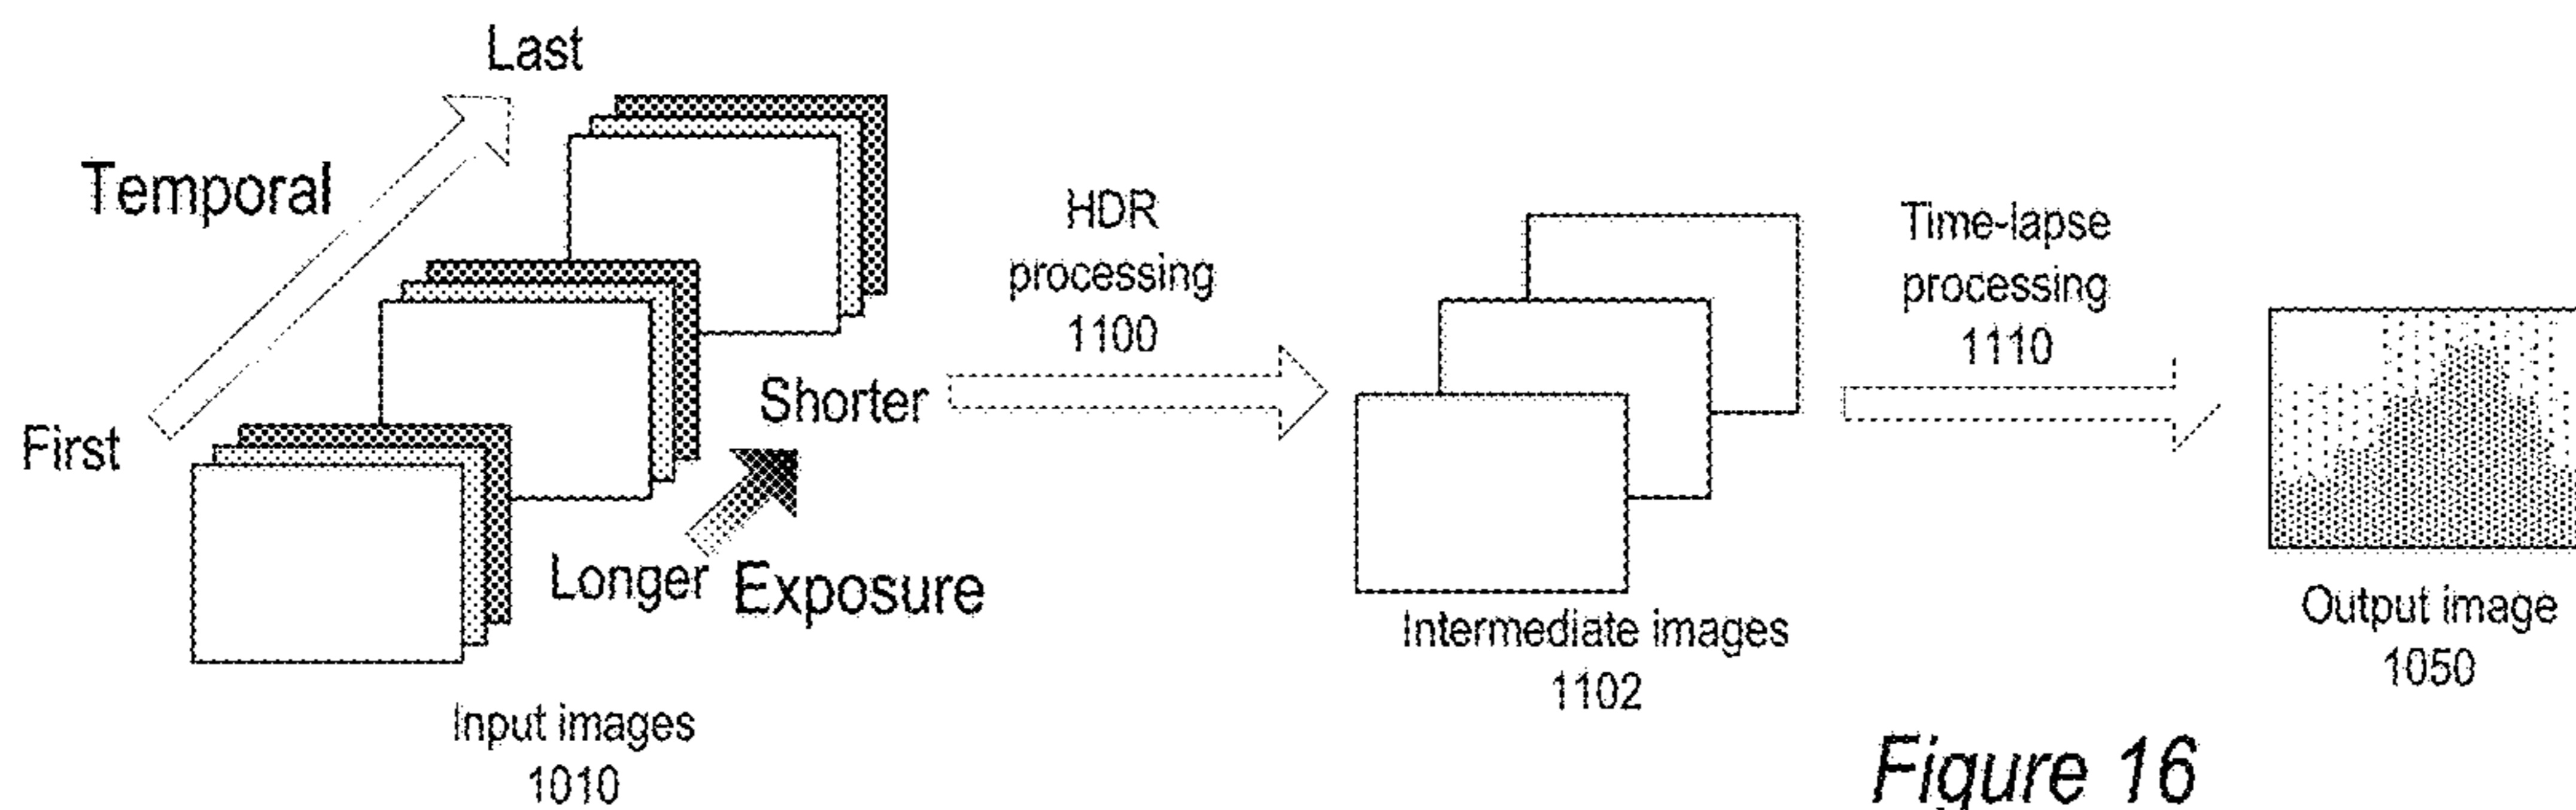 Last
Temporal
First
Shorter
Longer
Exposure
Input images
1010
HDR
processing
1100
Intermediate images
1102
Time-lapse
processing
1110
Output image
1050
Figure 16